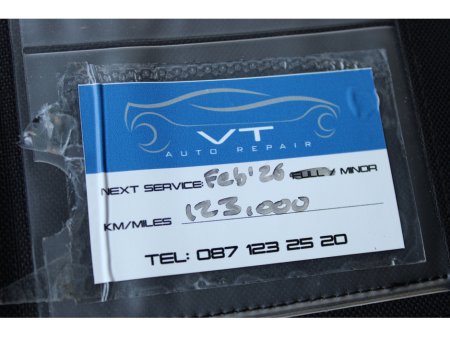 VT
AUTO REPAIR
NEXT SERVICE: Feb'26 FULL / MINOR
KM/MILES 123,000
TEL: 087 123 25 20